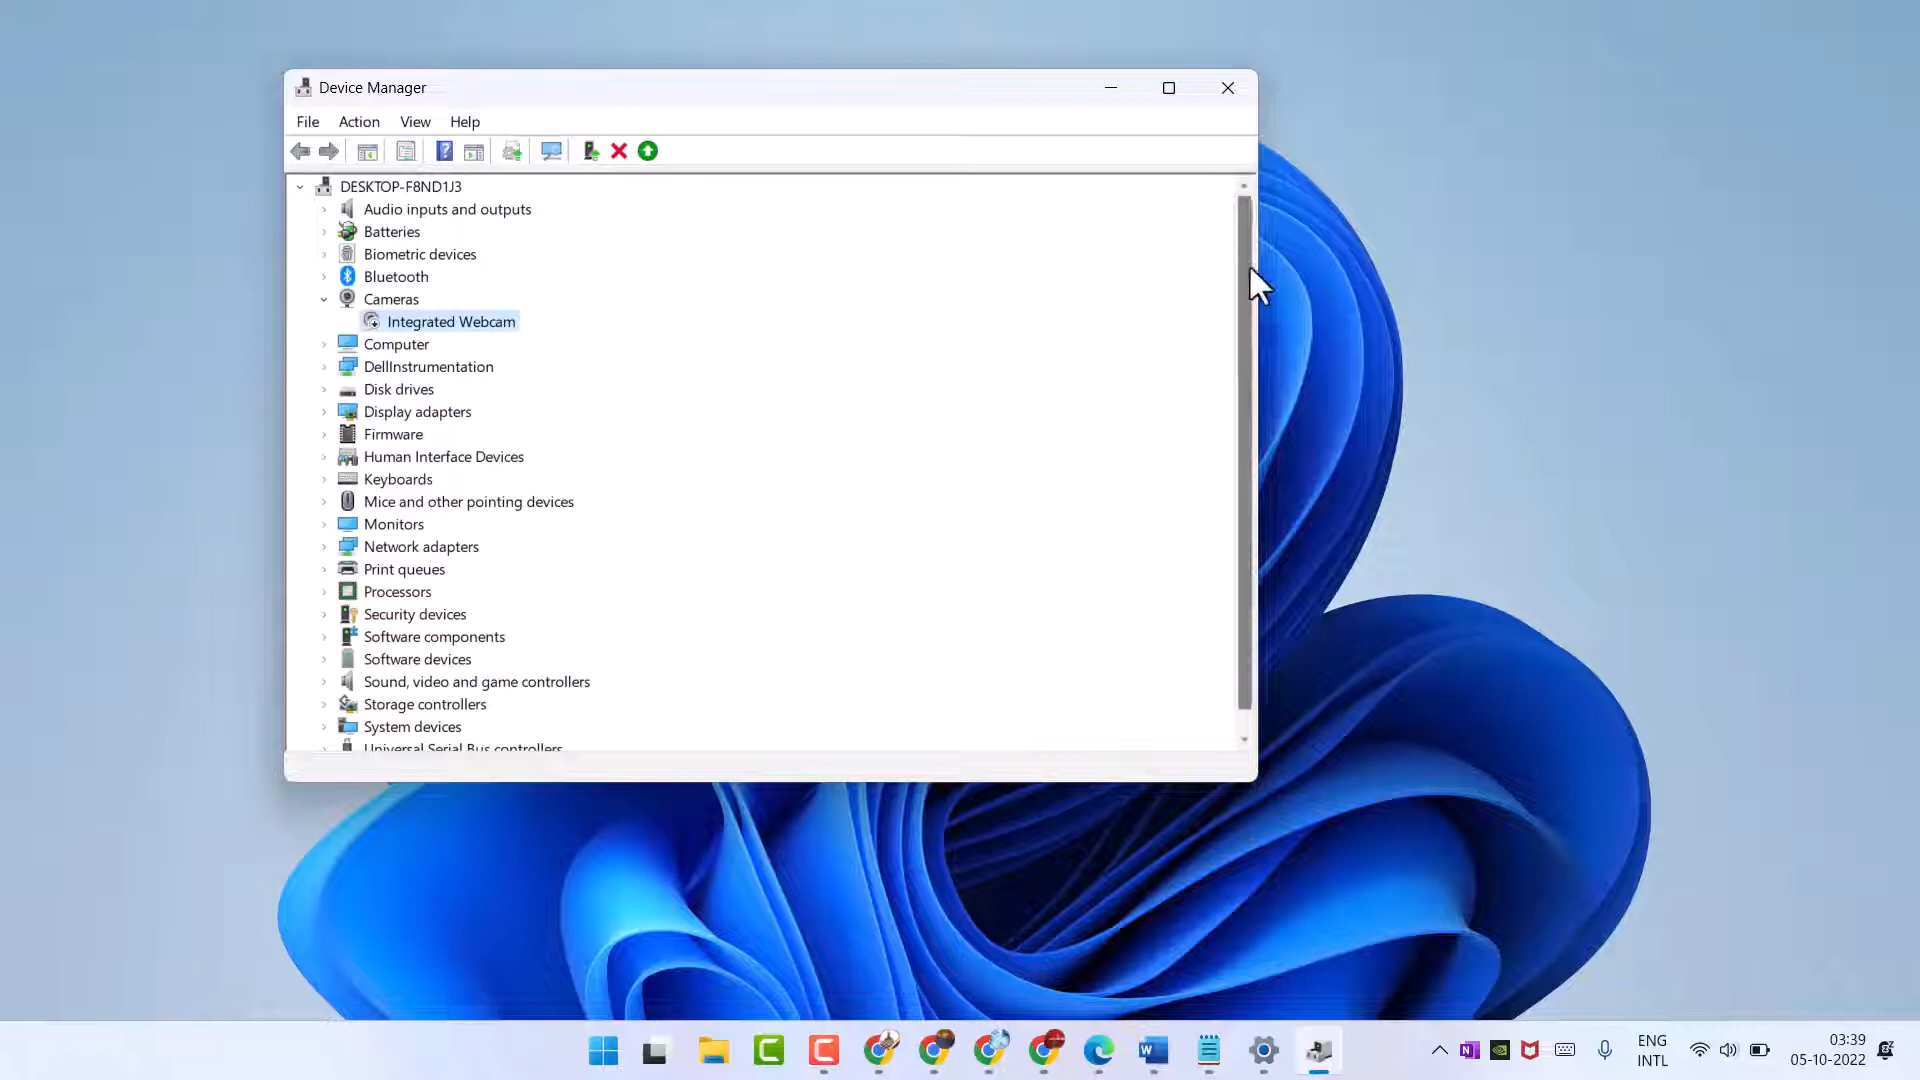 Device Manager
File Action View Help
DESKTOP-F8ND1J3
Audio inputs and outputs
Batteries
Biometric devices
Bluetooth
Cameras
Integrated Webcam
Computer
DellInstrumentation
Disk drives
Display adapters
Firmware
Human Interface Devices
Keyboards
Mice and other pointing devices
Monitors
Network adapters
Print queues
Processors
Security devices
Software components
Software devices
Sound, video and game controllers
Storage controllers
System devices
Universal Serial Bus controllers
ENG
INTL
03:39
05-10-2022